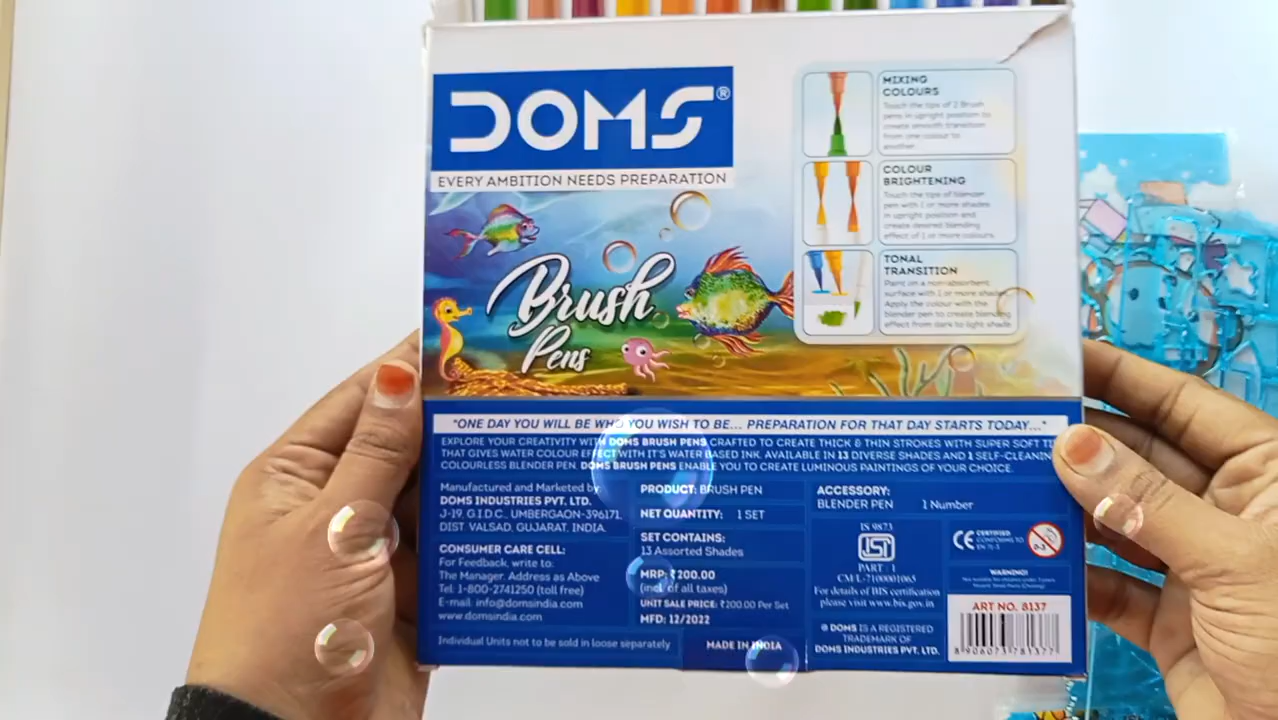 DOMS®
EVERY AMBITION NEEDS PREPARATION
Brush
Pens
MIXING
COLOURS
Touch the tips of 2 Brush
pens in upright position to
create smooth transition
from one colour to
another.
COLOUR
BRIGHTENING
Touch the tips of blender
pen with 1 or more shades
in upright position and
create desired blending
effect of 1 or more colours.
TONAL
TRANSITION
Paint on a non-absorbent
surface with 1 or more shades
Apply the colour with the
blender pen to create blending
effect from dark to light shade
"ONE DAY YOU WILL BE WHO YOU WISH TO BE... PREPARATION FOR THAT DAY STARTS TODAY..."
EXPLORE YOUR CREATIVITY WITH DOMS BRUSH PENS CRAFTED TO CREATE THICK & THIN STROKES WITH SUPER SOFT
THAT GIVES WATER COLOUR EFFECT WITH IT'S WATER BASED INK. AVAILABLE IN 13 DIVERSE SHADES AND 1 SELF-CLEANING
COLOURLESS BLENDER PEN. DOMS BRUSH PENS ENABLE YOU TO CREATE LUMINOUS PAINTINGS OF YOUR CHOICE.
Manufactured and Marketed by:
DOMS INDUSTRIES PVT. LTD.
J-19, G.I.D.C., UMBERGAON-396171,
DIST. VALSAD, GUJARAT, INDIA.
CONSUMER CARE CELL:
For Feedback, write to:
The Manager, Address as Above
Tel: 1-800-2741250 (toll free)
E-mail: info@domsindia.com
www.domsindia.com
Individual Units not to be sold in loose separately
PRODUCT: BRUSH PEN
NET QUANTITY: 1 SET
SET CONTAINS:
13 Assorted Shades
MRP: ₹200.00
(incl. of all taxes)
UNIT SALE PRICE: ₹200.00 Per Set
MFD: 12/2022
MADE IN INDIA
ACCESSORY:
BLENDER PEN 1 Number
IS 9873
ISI
PART : 1
CM/L-7100001065
For details of BIS certification
please visit www.bis.gov.in
® DOMS IS A REGISTERED
TRADEMARK OF
DOMS INDUSTRIES PVT. LTD.
CE CERTIFIED
CONFORMS TO
EN 71-3
0-3
WARNING!
ART NO. 8137
8 906073 781377